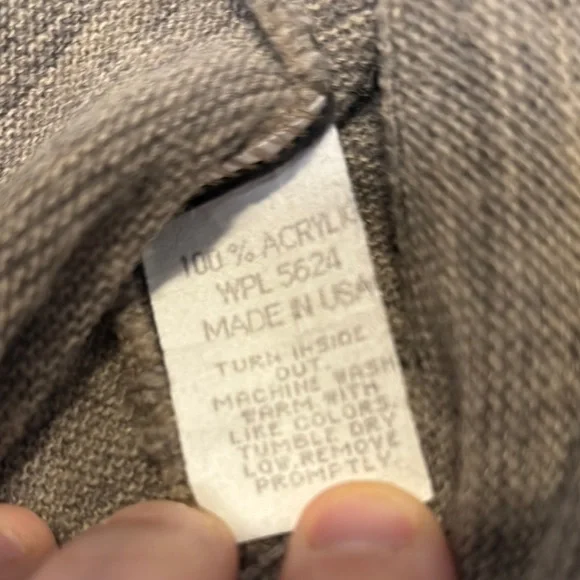 100 % ACRYLIC
WPL 5624
MADE IN USA
TURN INSIDE
OUT.
MACHINE WASH
WARM WITH
LIKE COLORS.
TUMBLE DRY
LOW.REMOVE
PROMPTLY